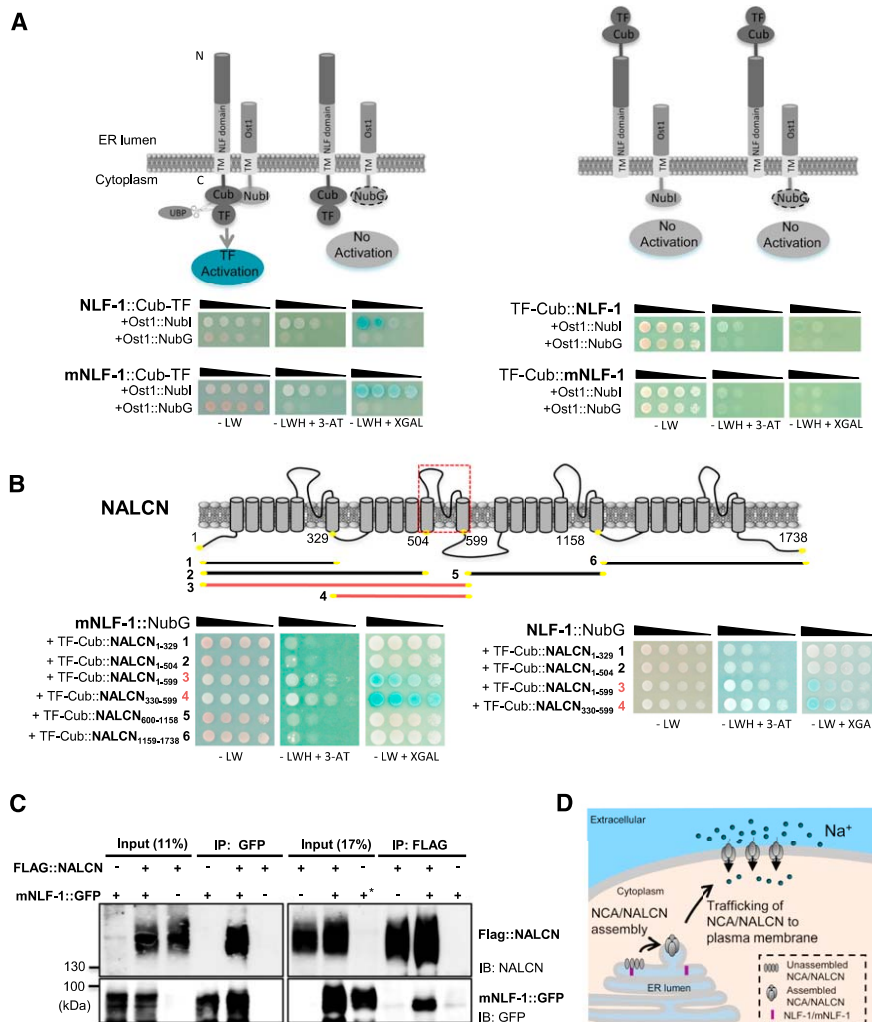 A
TF
Cub
TF
Cub
N
NLF domain
Ost1
NLF domain
Ost1
NLF domain
Ost1
NLF domain
Ost1
ER lumen
TM
TM
TM
TM
TM
TM
TM
TM
Cytoplasm
C
Cub
NubI
Cub
NubG
NubI
NubG
UBP
TF
TF
TF
Activation
No
Activation
No
Activation
No
Activation
NLF-1::Cub-TF
+Ost1::NubI
+Ost1::NubG
mNLF-1::Cub-TF
+Ost1::NubI
+Ost1::NubG
- LW
- LWH + 3-AT
- LWH + XGAL
TF-Cub::NLF-1
+Ost1::NubI
+Ost1::NubG
TF-Cub::mNLF-1
+Ost1::NubI
+Ost1::NubG
- LW
- LWH + 3-AT
- LWH + XGAL
B
NALCN
1
329
504
599
1158
1738
1
2
3
4
5
6
mNLF-1::NubG
+ TF-Cub::NALCN1-329 1
+ TF-Cub::NALCN1-504 2
+ TF-Cub::NALCN1-599 3
+ TF-Cub::NALCN330-599 4
+ TF-Cub::NALCN600-1158 5
+ TF-Cub::NALCN1159-1738 6
- LW
- LWH + 3-AT
- LW + XGAL
NLF-1::NubG
+ TF-Cub::NALCN1-329 1
+ TF-Cub::NALCN1-504 2
+ TF-Cub::NALCN1-599 3
+ TF-Cub::NALCN330-599 4
- LW
- LWH + 3-AT
- LW + XGA
C
Input (11%)
IP: GFP
Input (17%)
IP: FLAG
FLAG::NALCN - + + - + - + + - - + -
mNLF-1::GFP + + - + + - - + +* - + +
Flag::NALCN
IB: NALCN
130
100
(kDa)
mNLF-1::GFP
IB: GFP
D
Extracellular
Na+
Cytoplasm
NCA/NALCN
assembly
Trafficking of
NCA/NALCN to
plasma membrane
ER lumen
Unassembled
NCA/NALCN
Assembled
NCA/NALCN
NLF-1/mNLF-1